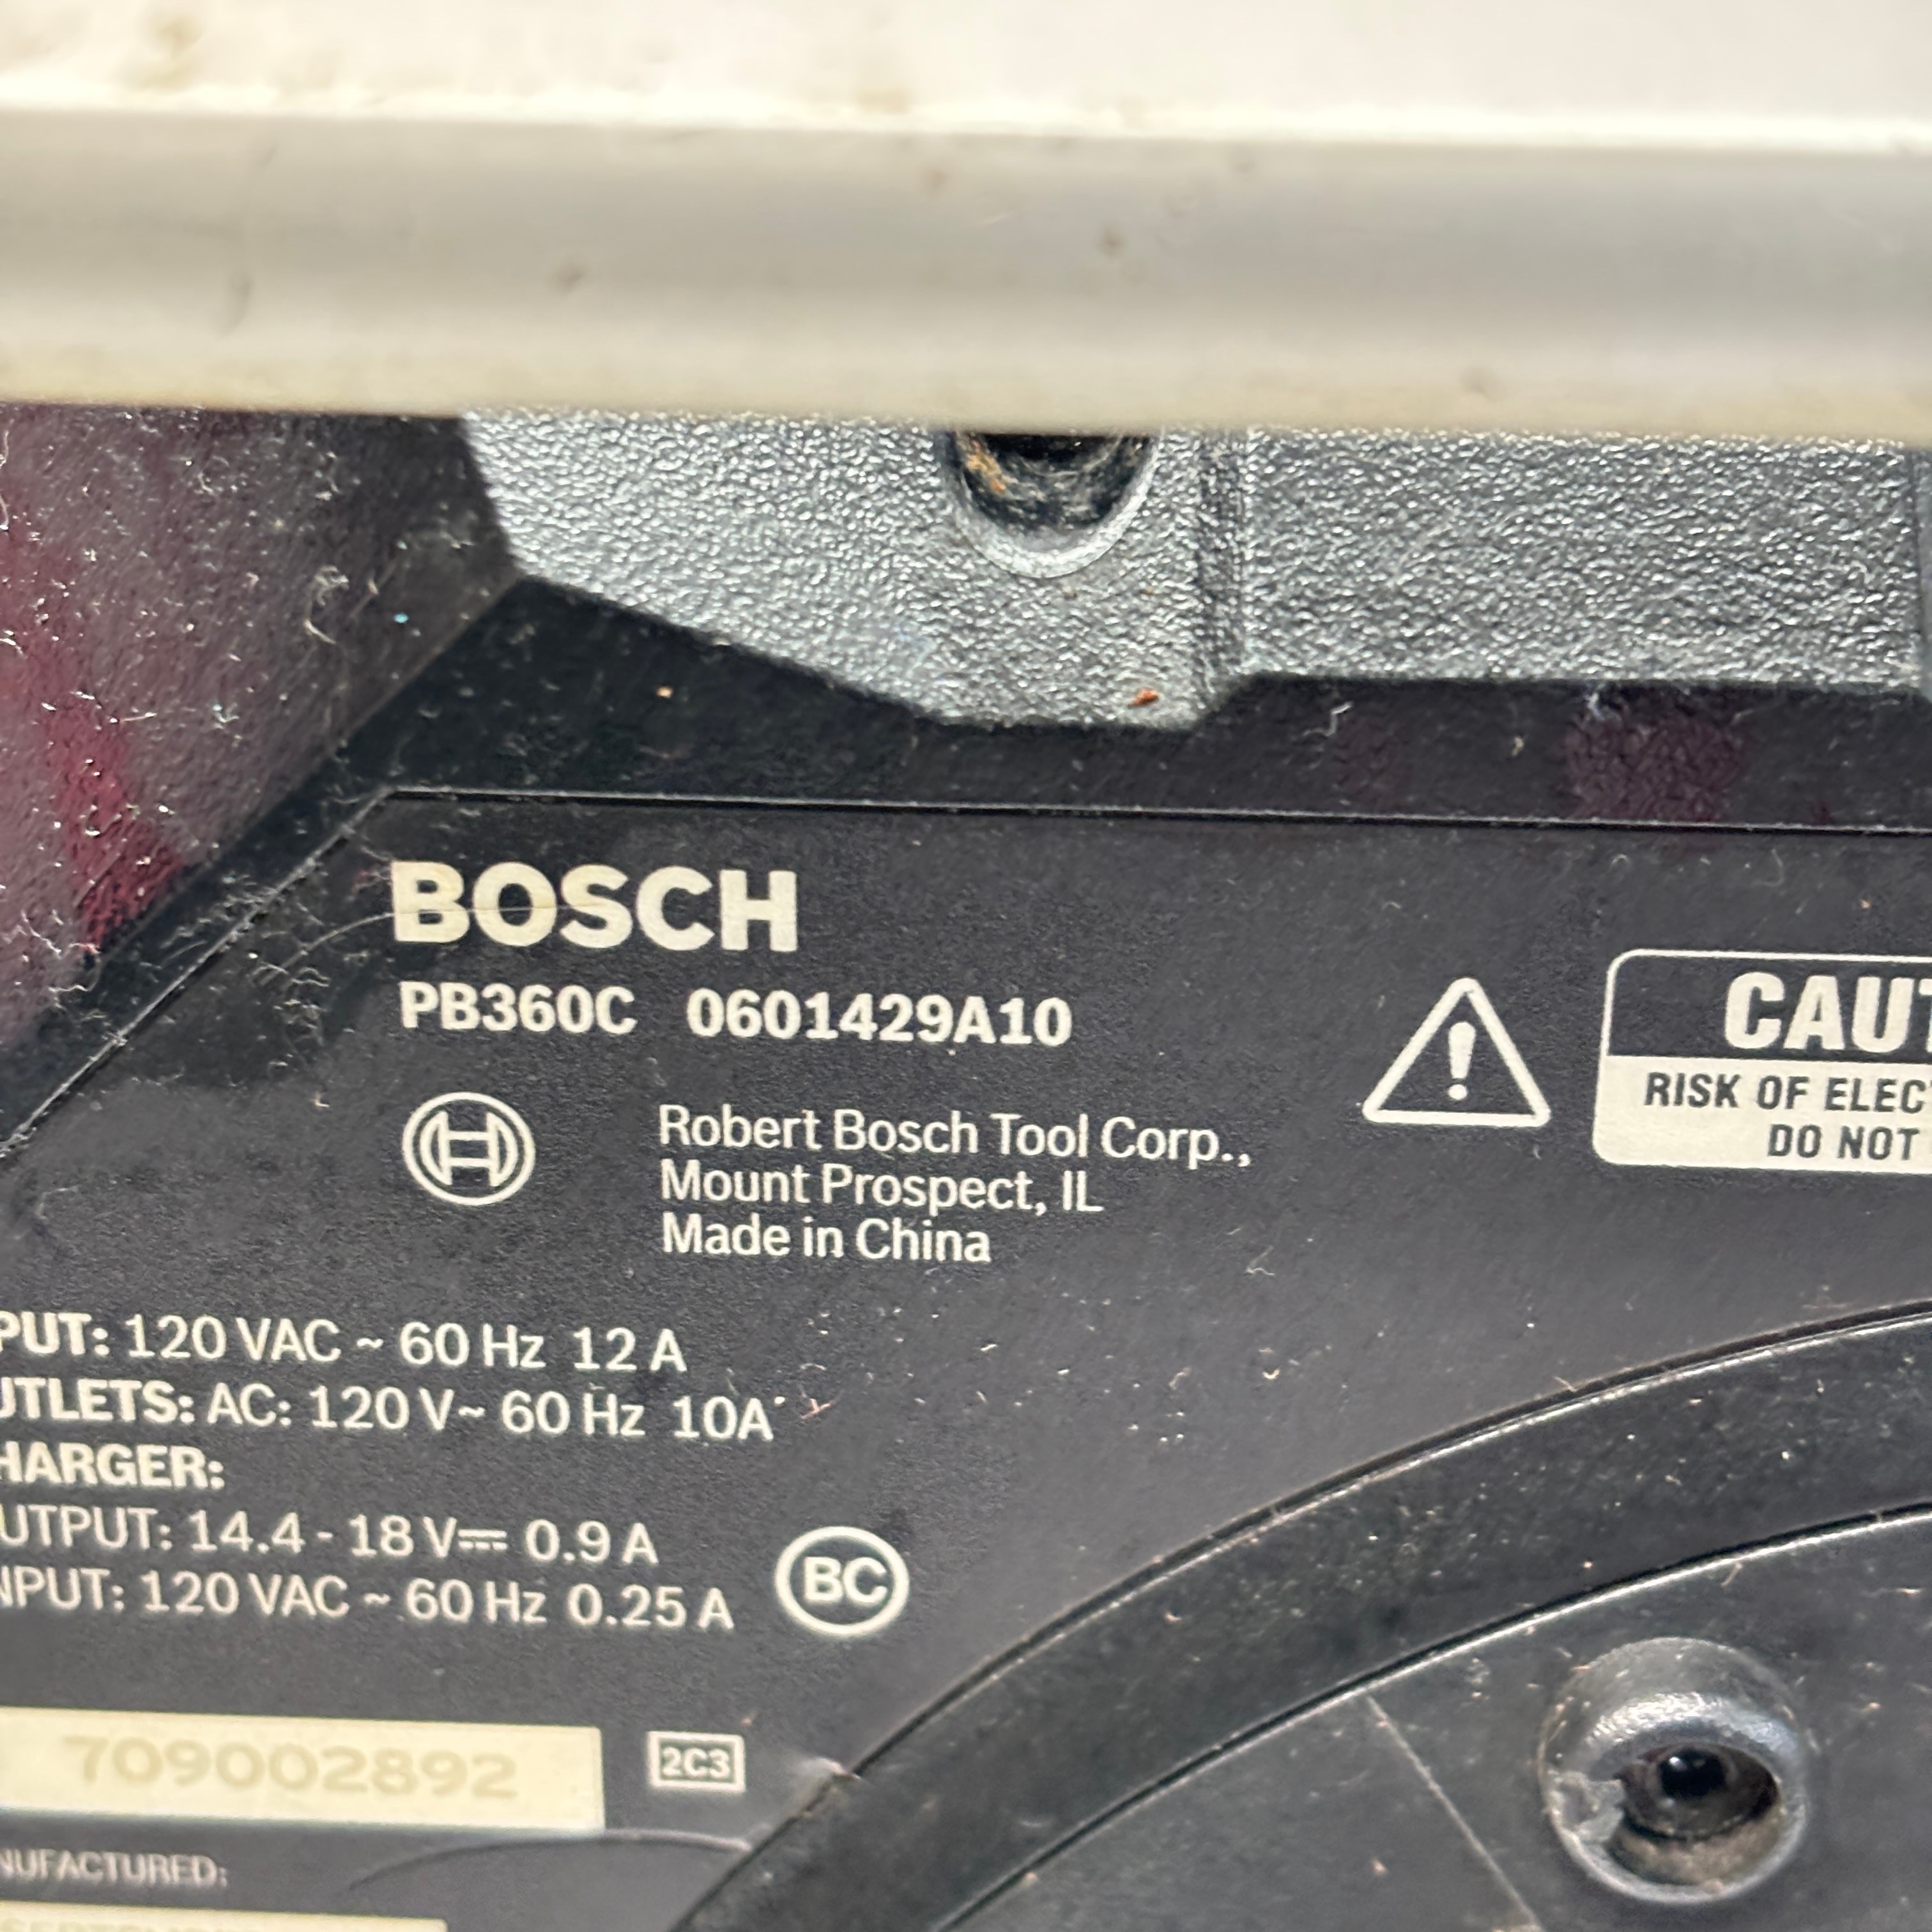 BOSCH
PB360C 0601429A10
Robert Bosch Tool Corp.,
Mount Prospect, IL
Made in China
CAUT
RISK OF ELEC
DO NOT
PUT: 120 VAC ~ 60 Hz 12 A
UTLETS: AC: 120 V~ 60 Hz 10A
HARGER:
UTPUT: 14.4 - 18 V⎓ 0.9 A
NPUT: 120 VAC ~ 60 Hz 0.25 A
BC
709002892
2C3
NUFACTURED: